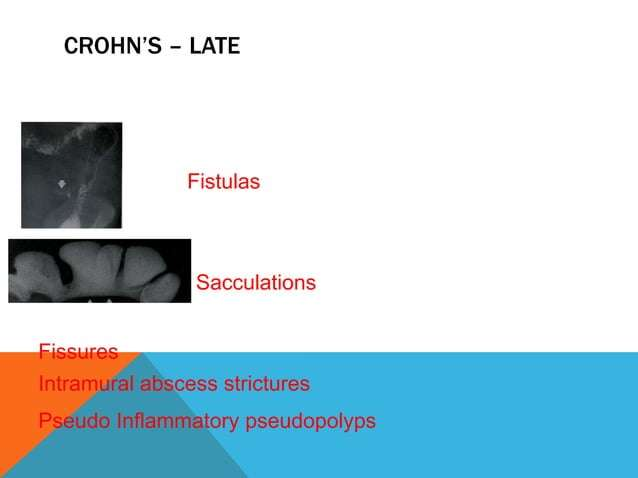 CROHN’S – LATE
Fistulas
Sacculations
Fissures
Intramural abscess strictures
Pseudo Inflammatory pseudopolyps